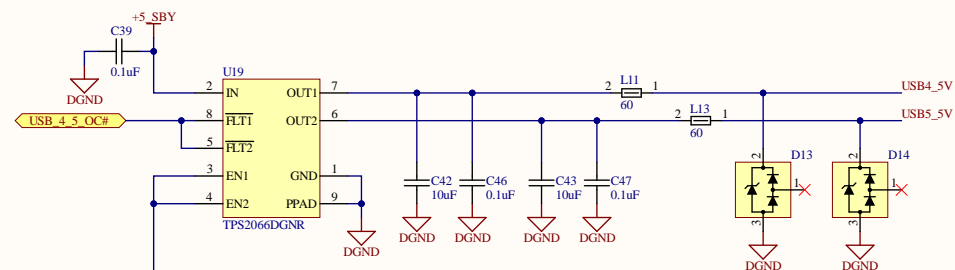 +5_SBY
C39
0.1uF
DGND
U19
2 IN OUT1 7
USB_4_5_OC#
8 FLT1 OUT2 6
5 FLT2
3 EN1 GND 1
4 EN2 PPAD 9
TPS2066DGNR
DGND
C42
10uF
DGND
C46
0.1uF
DGND
C43
10uF
DGND
C47
0.1uF
DGND
2 L11 1
60
USB4_5V
2 L13 1
60
USB5_5V
D13
2
1
3
DGND
D14
2
1
3
DGND